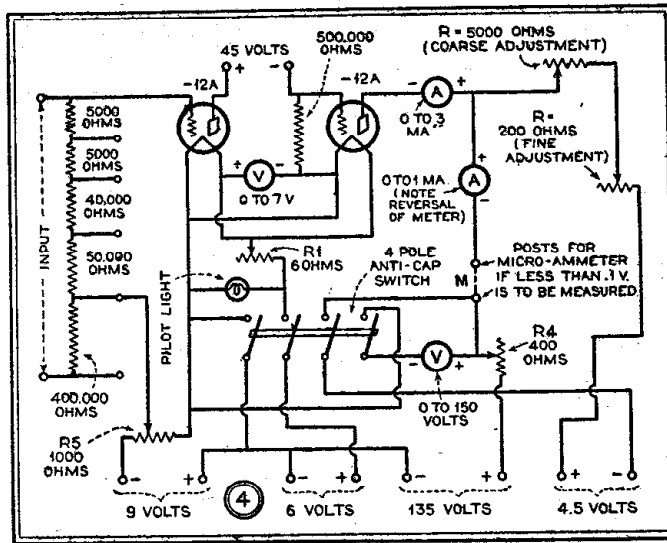 500,000
OHMS
R = 5000 OHMS
(COARSE ADJUSTMENT)
45 VOLTS
+
-
-12A
-12A
-
+
A
0 TO 3
MA.
5000
OHMS
5000
OHMS
40,000
OHMS
50,000
OHMS
INPUT
400,000
OHMS
+
V
-
0 TO 7 V
R=
200 OHMS
(FINE
ADJUSTMENT)
+
A
-
0 TO 1 MA.
(NOTE
REVERSAL
OF METER)
R1
6 OHMS
4 POLE
ANTI-CAP
SWITCH
PILOT LIGHT
M
POSTS FOR
MICRO-AMMETER
IF LESS THAN .1 V.
IS TO BE MEASURED
R4
400
OHMS
-
V
+
0 TO 150
VOLTS
R5
1000
OHMS
-
+
-
+
-
+
+
-
9 VOLTS
4
6 VOLTS
135 VOLTS
4.5 VOLTS